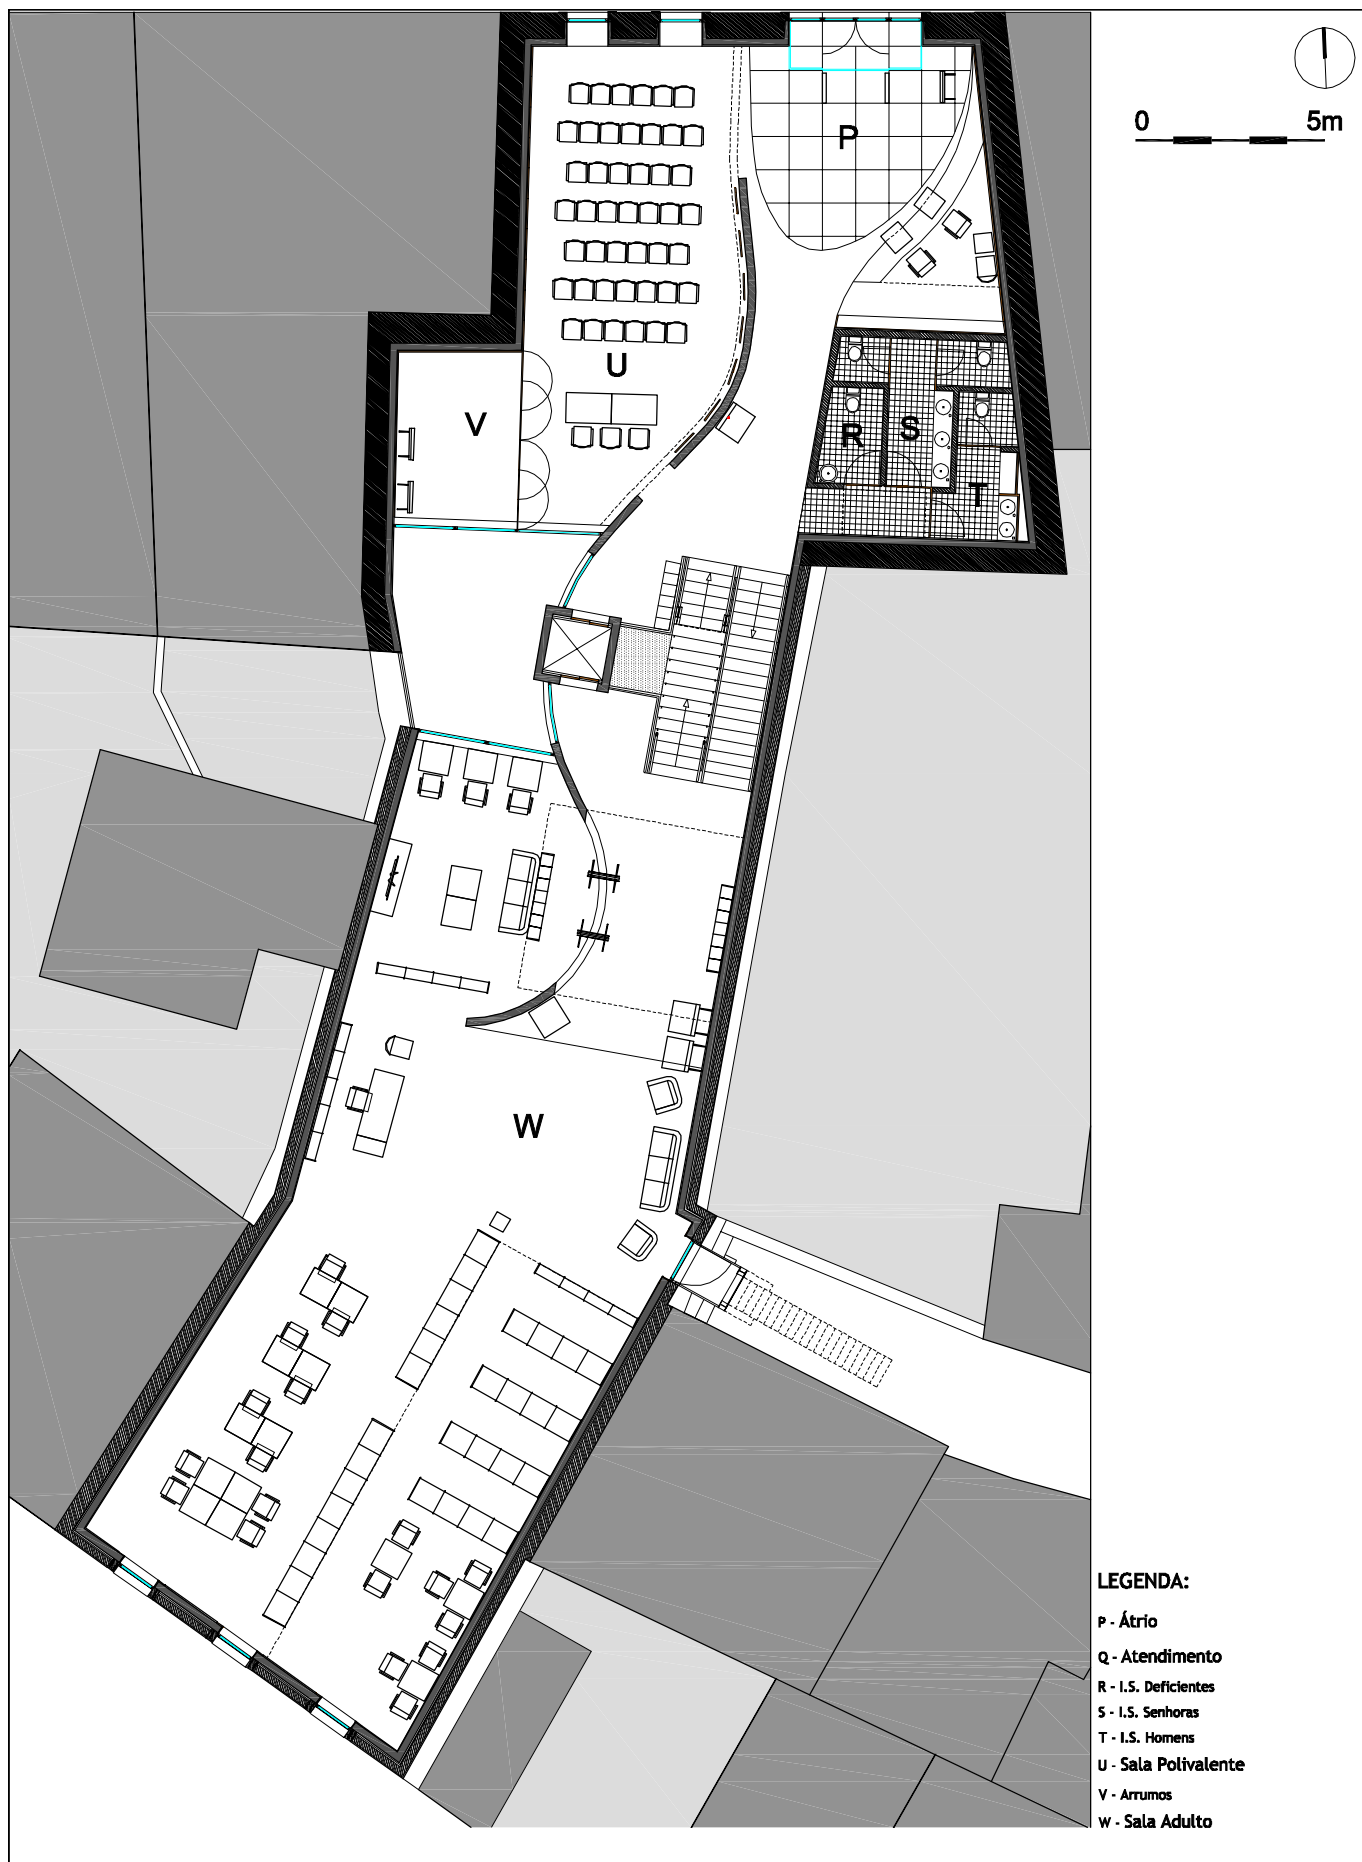 0 5m
P
U
V
R
S
T
W
LEGENDA:
P - Átrio
Q - Atendimento
R - I.S. Deficientes
S - I.S. Senhoras
T - I.S. Homens
U - Sala Polivalente
V - Arrumos
W - Sala Adulto